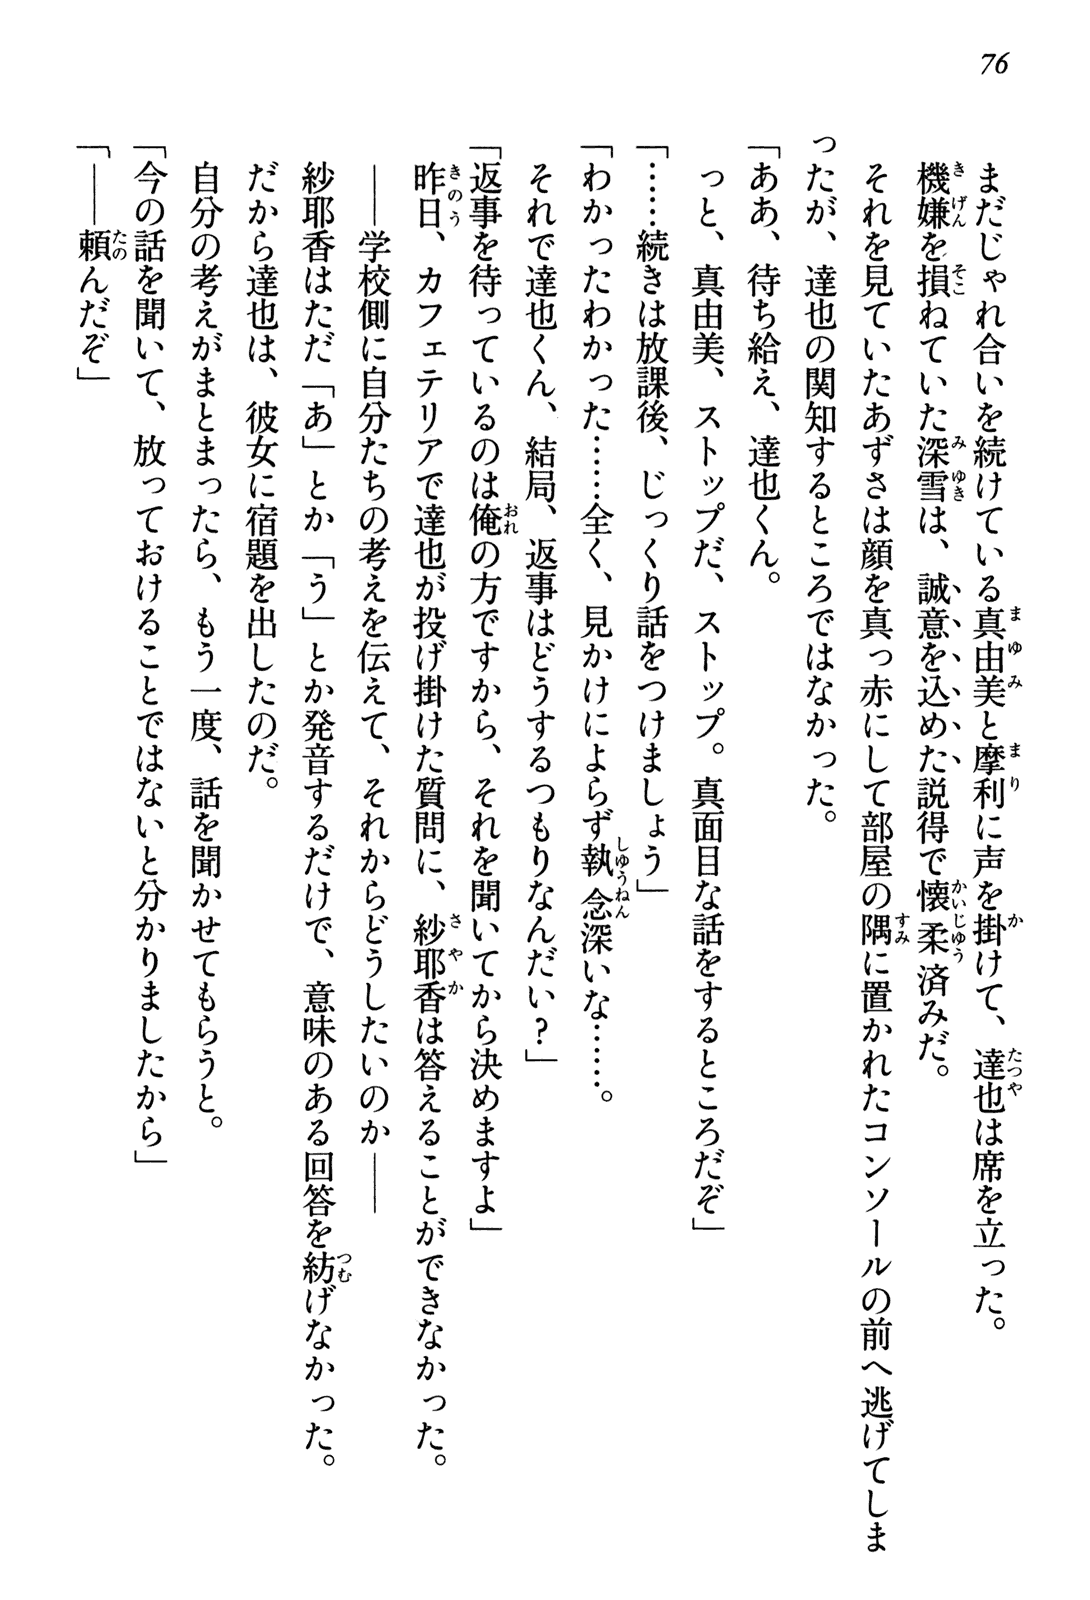 76
まだじゃれ合いを続けている真由美と摩利に声を掛けて、達也は席を立った。
機嫌を損ねていた深雪は、誠意を込めた説得で懐柔済みだ。
それを見ていたあずさは顔を真っ赤にして部屋の隅に置かれたコンソールの前へ逃げてしま
ったが、達也の関知するところではなかった。
「ああ、待ち給え、達也くん。
っと、真由美、ストップだ、ストップ。真面目な話をするところだぞ」
「……続きは放課後、じっくり話をつけましょう」
「わかったわかった……全く、見かけによらず執念深いな……。
それで達也くん、結局、返事はどうするつもりなんだい？」
「返事を待っているのは俺の方ですから、それを聞いてから決めますよ」
昨日、カフェテリアで達也が投げ掛けた質問に、紗耶香は答えることができなかった。
――学校側に自分たちの考えを伝えて、それからどうしたいのか――
紗耶香はただ「あ」とか「う」とか発音するだけで、意味のある回答を紡げなかった。
だから達也は、彼女に宿題を出したのだ。
自分の考えがまとまったら、もう一度、話を聞かせてもらうと。
「今の話を聞いて、放っておけることではないと分かりましたから」
「――頼んだぞ」